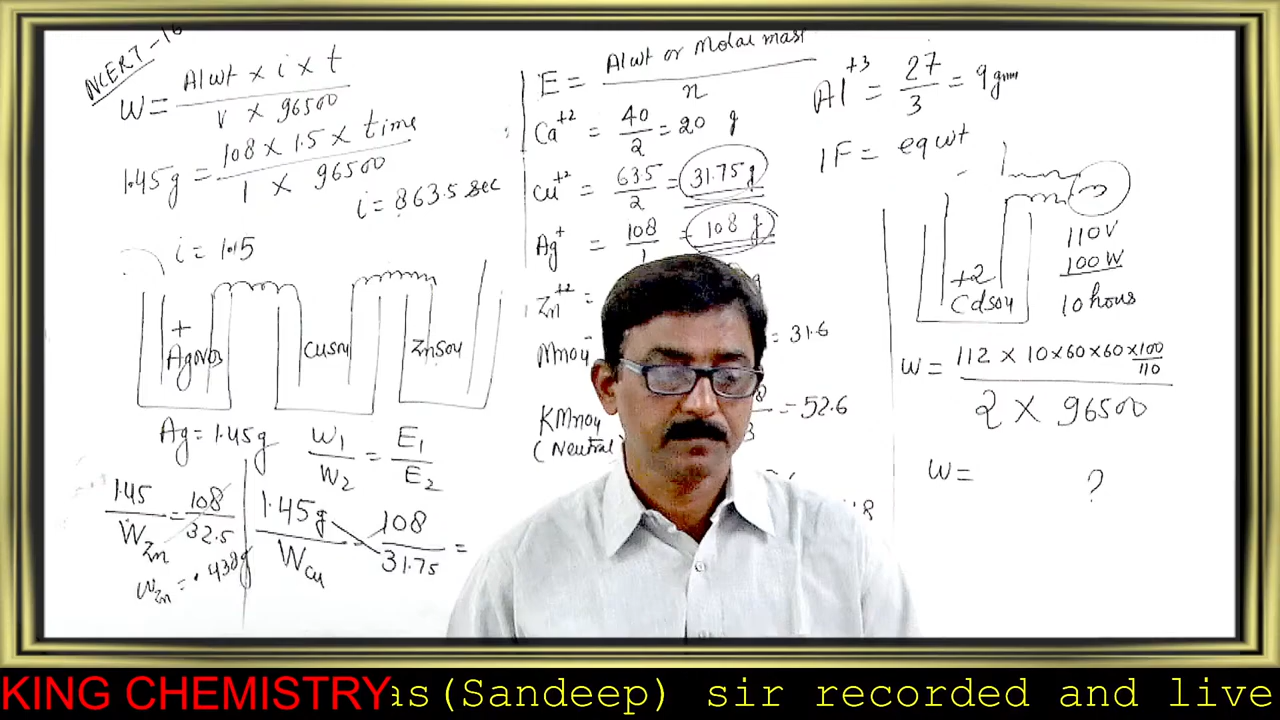 NCERT-16
W = At wt × i × t
V × 96500
1.45g = 108 × 1.5 × time
1 × 96500
i = 863.5 sec
i = 1.5
+
AgNO3
CuSO4
ZnSO4
Ag = 1.45g
W1 = E1
W2 E2
1.45 = 108
WZn 32.5
WZn = .438g
1.45g = 108 =
WCu 31.75
E = At wt or Molar mass
n
Ca+2 = 40 = 20 g
2
Cu+2 = 63.5 = 31.75g
2
Ag+ = 108 = 108 g
1
Zn+2 =
g
MnO4-
= 31.6
KMnO4
(Neutral)
3
= 52.6
Al+3 = 27 = 9gm
3
1F = eq wt
110V
100W
10 hours
+2
CdSO4
W = 112 × 10 × 60 × 60 × 100
110
2 × 96500
W = ?
KING CHEMISTRY as(Sandeep) sir recorded and live